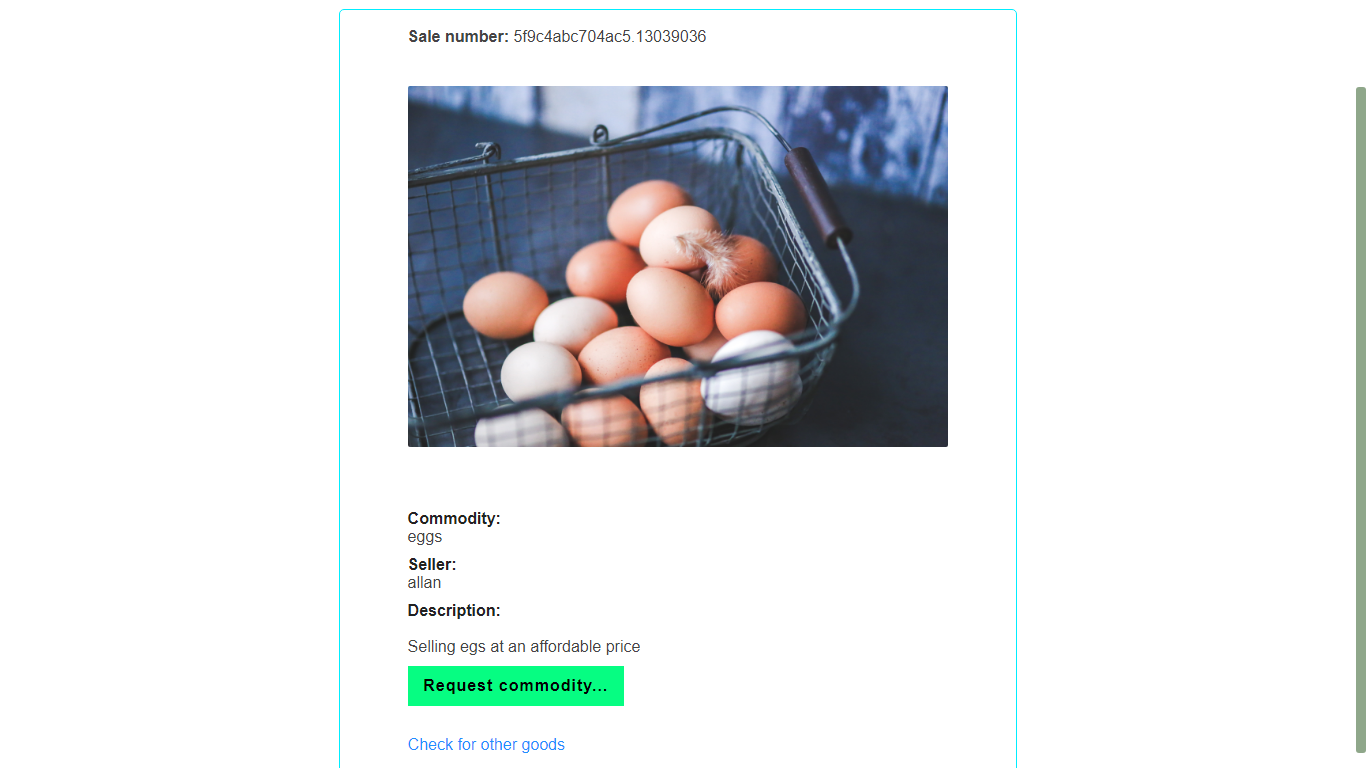 Sale number: 5f9c4abc704ac5.13039036
Commodity:
eggs
Seller:
allan
Description:
Selling egs at an affordable price
Request commodity...
Check for other goods